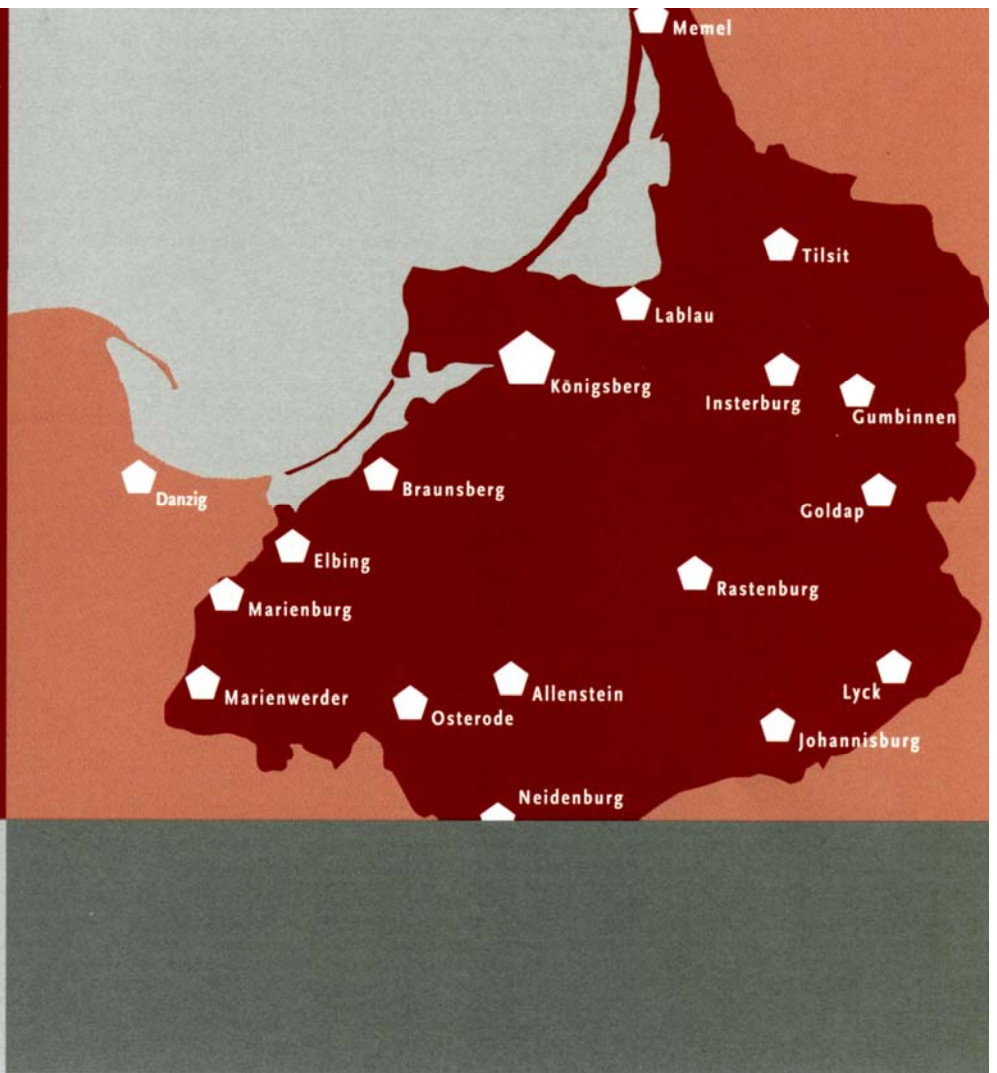 Memel
Tilsit
Lablau
Königsberg
Insterburg
Gumbinnen
Danzig
Braunsberg
Goldap
Elbing
Rastenburg
Marienburg
Marienwerder
Allenstein
Lyck
Osterode
Johannisburg
Neidenburg